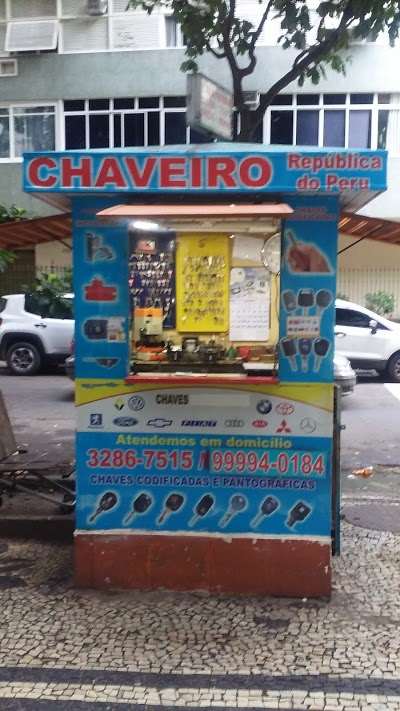 CHAVEIRO
República
do Peru
CHAVES
Atendemos em domicílio
3286-7515 / 99994-0184
CHAVES CODIFICADAS E PANTOGRÁFICAS